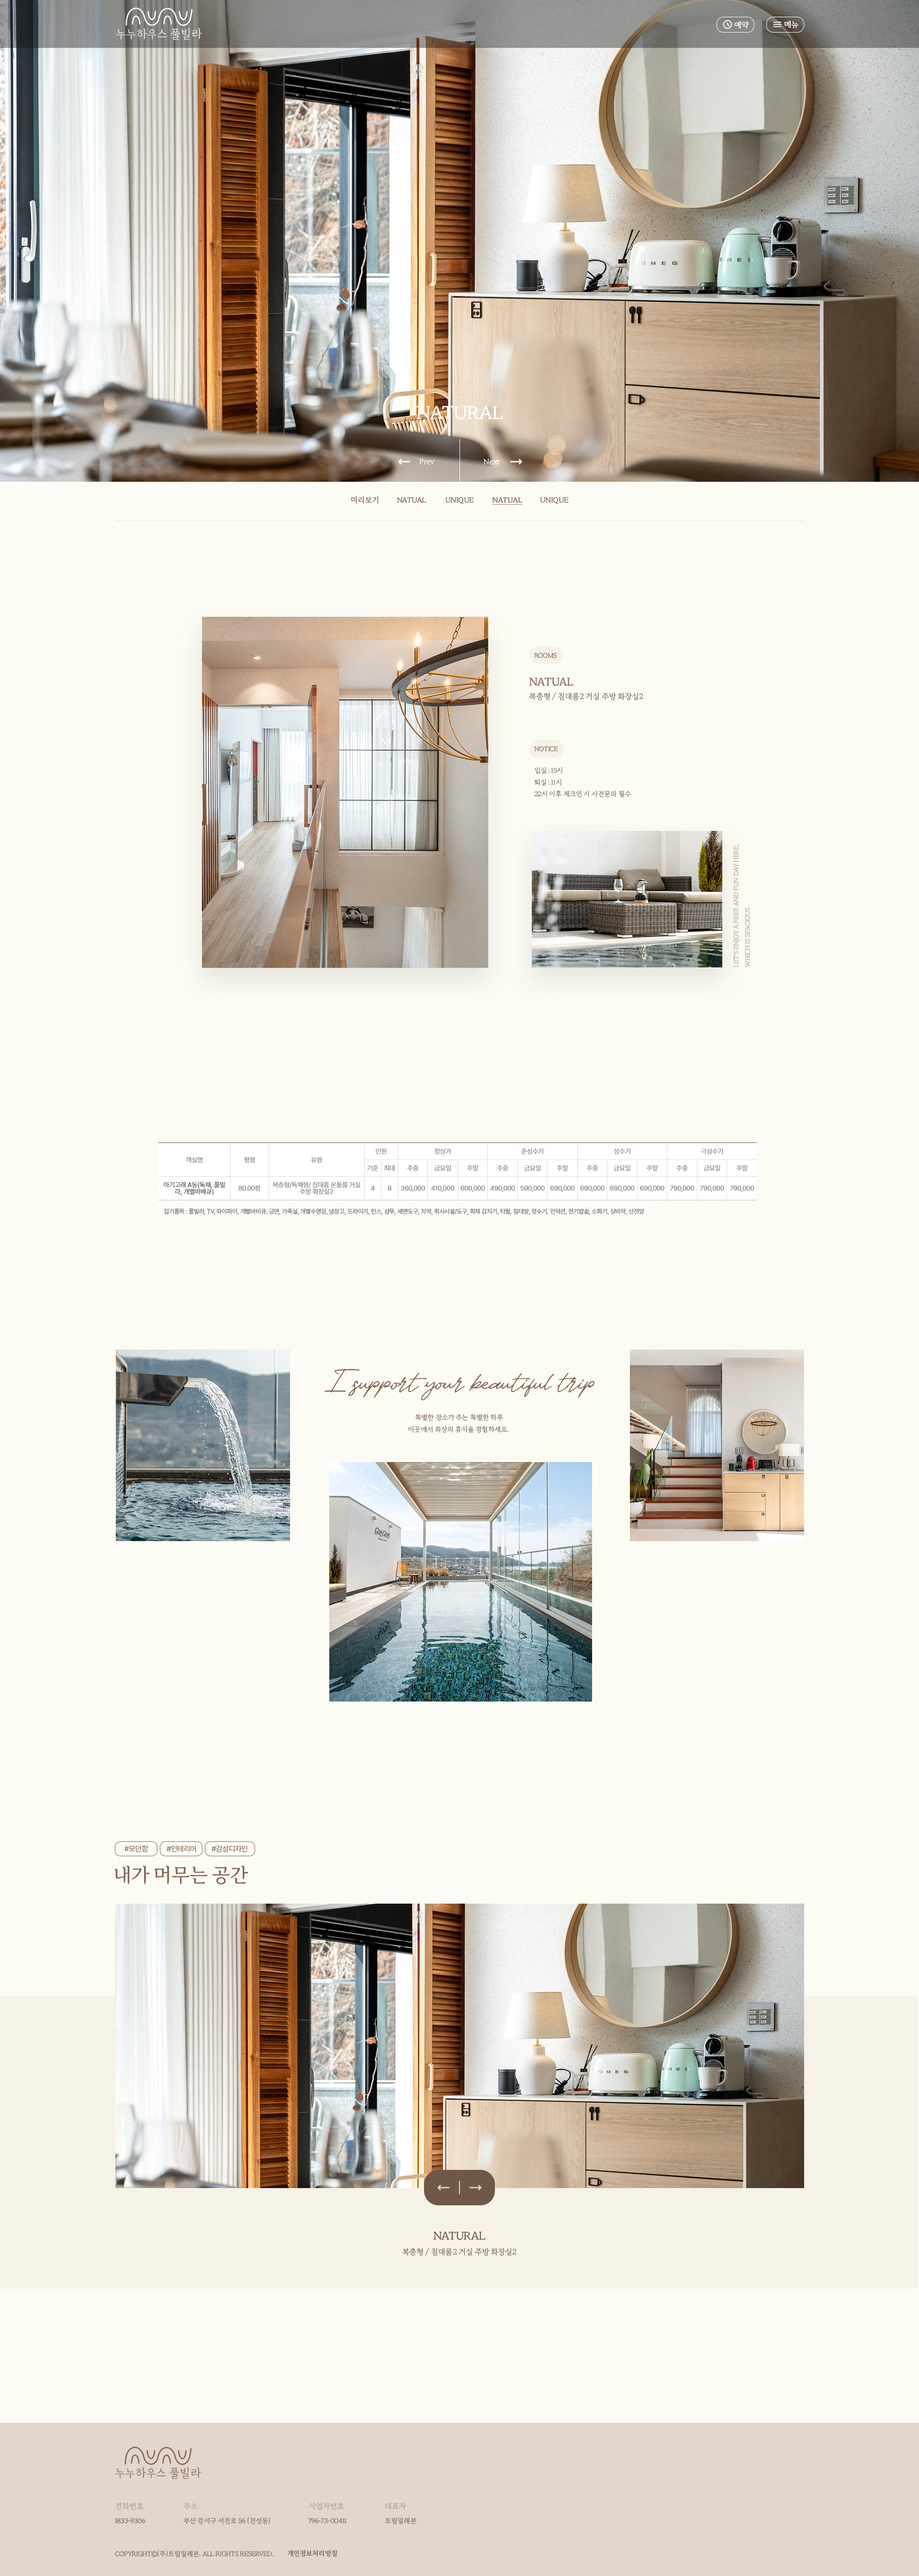 누누하우스 풀빌라
예약
메뉴
NATURAL
Prev
Next
미리보기 NATUAL UNIQUE NATUAL UNIQUE
ROOMS
NATUAL
복층형 / 침대룸2 거실 주방 화장실2
NOTICE
입실 : 15시
퇴실 : 11시
22시 이후 체크인 시 사전문의 필수
LET'S ENJOY A FREE AND FUN DAY HERE,
WHICH IS SPACIOUS
객실명 평형 유형 인원 정상가 준성수기 성수기 극성수기
기준 최대 주중 금요일 주말 주중 금요일 주말 주중 금요일 주말 주중 금요일 주말
아기고래 A동(독채, 풀빌
라, 개별바베큐)
80.00평
복층형/독채형/ 침대룸 온돌룸 거실
주방 화장실2
4 8 360,000 410,000 600,000 490,000 590,000 690,000 690,000 690,000 690,000 790,000 790,000 790,000
집기품목 : 풀빌라, TV, 와이파이, 개별바비큐, 금연, 가족실, 개별수영장, 냉장고, 드라이기, 린스, 샴푸, 세면도구, 치약, 취사시설/도구, 화재 감지기, 타월, 침대방, 정수기, 인덕션, 전기밥솥, 소화기, 상비약, 산전망
I support your beautiful trip
특별한 장소가 주는 특별한 하루
이곳에서 최상의 휴식을 경험하세요.
#모던함 #인테리어 #감성디자인
내가 머무는 공간
SMEG
NATURAL
복층형 / 침대룸2 거실 주방 화장실2
누누하우스 풀빌라
전화번호 주소 사업자번호 대표자
1833-9306 부산 강서구 서천로 56 (천성동) 796-73-00411 트립일레븐
COPYRIGHT©(주)트립일레븐. ALL RIGHTS RESERVED. 개인정보처리방침